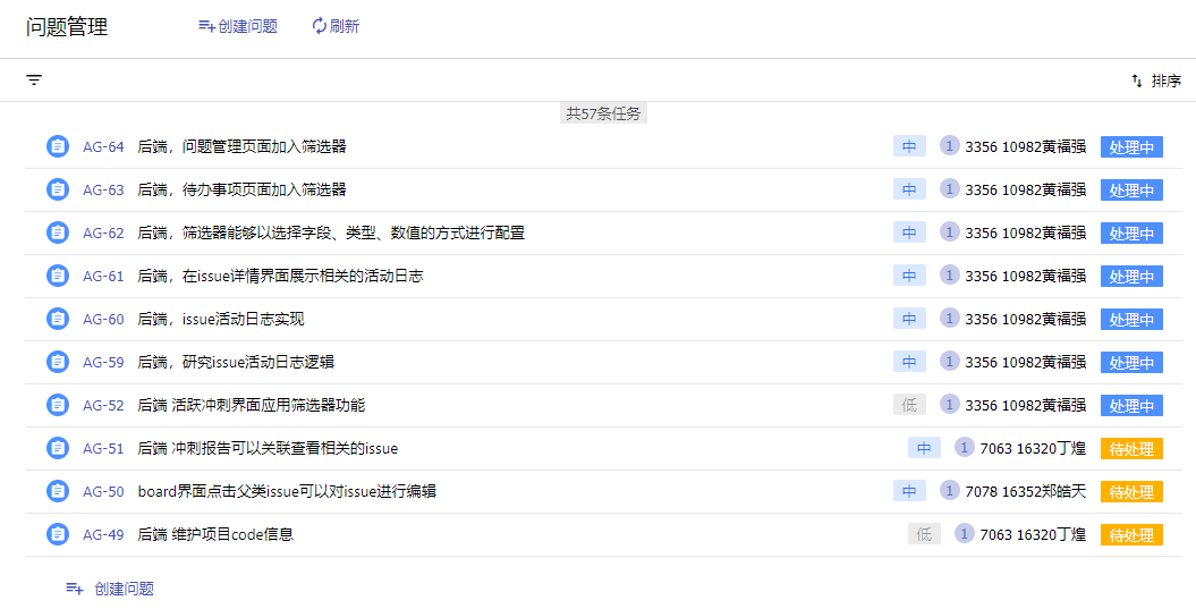 问题管理 创建问题 刷新
排序
共57条任务
AG-64 后端，问题管理页面加入筛选器 中 1 3356 10982黄福强 处理中
AG-63 后端，待办事项页面加入筛选器 中 1 3356 10982黄福强 处理中
AG-62 后端，筛选器能够以选择字段、类型、数值的方式进行配置 中 1 3356 10982黄福强 处理中
AG-61 后端，在issue详情界面展示相关的活动日志 中 1 3356 10982黄福强 处理中
AG-60 后端，issue活动日志实现 中 1 3356 10982黄福强 处理中
AG-59 后端，研究issue活动日志逻辑 中 1 3356 10982黄福强 处理中
AG-52 后端 活跃冲刺界面应用筛选器功能 低 1 3356 10982黄福强 处理中
AG-51 后端 冲刺报告可以关联查看相关的issue 中 1 7063 16320丁煌 待处理
AG-50 board界面点击父类issue可以对issue进行编辑 中 1 7078 16352郑皓天 待处理
AG-49 后端 维护项目code信息 低 1 7063 16320丁煌 待处理
创建问题